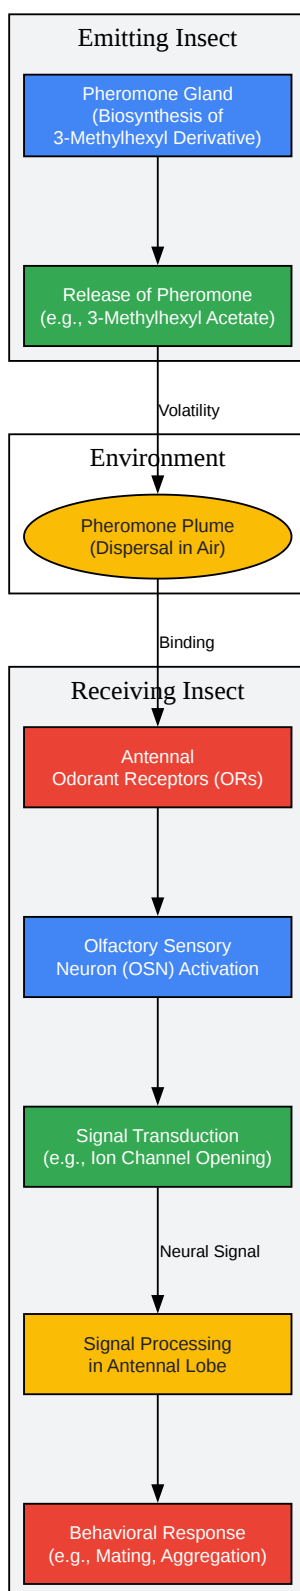 Emitting Insect
Pheromone Gland
(Biosynthesis of
3-Methylhexyl Derivative)
Release of Pheromone
(e.g., 3-Methylhexyl Acetate)
Volatility
Environment
Pheromone Plume
(Dispersal in Air)
Binding
Receiving Insect
Antennal
Odorant Receptors (ORs)
Olfactory Sensory
Neuron (OSN) Activation
Signal Transduction
(e.g., Ion Channel Opening)
Neural Signal
Signal Processing
in Antennal Lobe
Behavioral Response
(e.g., Mating, Aggregation)